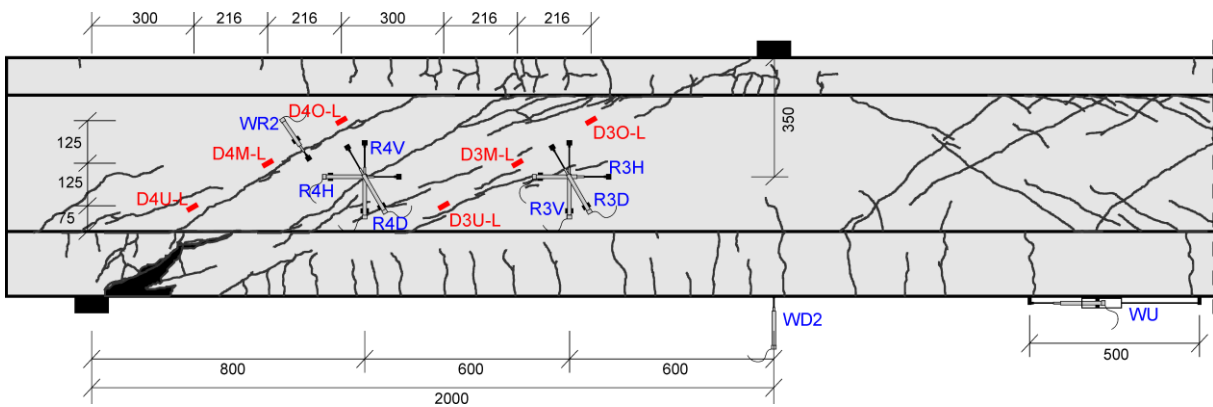 300 216 216 300 216 216
D4O-L
D3O-L
WR2
350
125
R4V
D4M-L
D3M-L
R3H
125
R4H
D4U-L
R3V
R3D
75
R4D
D3U-L
WD2
WU
800 600 600
500
2000